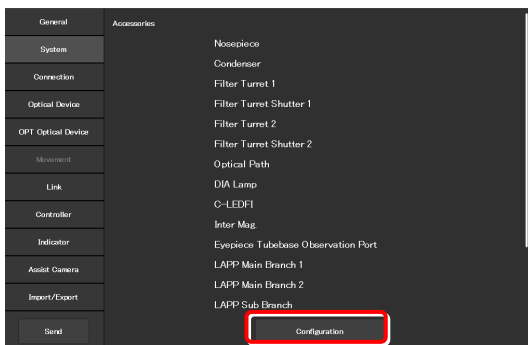 General
System
Connection
Optical Device
OPT Optical Device
Movement
Link
Controller
Indicator
Assist Camera
Import/Export
Send
Accessories
Nosepiece
Condenser
Filter Turret 1
Filter Turret Shutter 1
Filter Turret 2
Filter Turret Shutter 2
Optical Path
DIA Lamp
C-LEDFI
Inter Mag.
Eyepiece Tubebase Observation Port
LAPP Main Branch 1
LAPP Main Branch 2
LAPP Sub Branch
Configuration